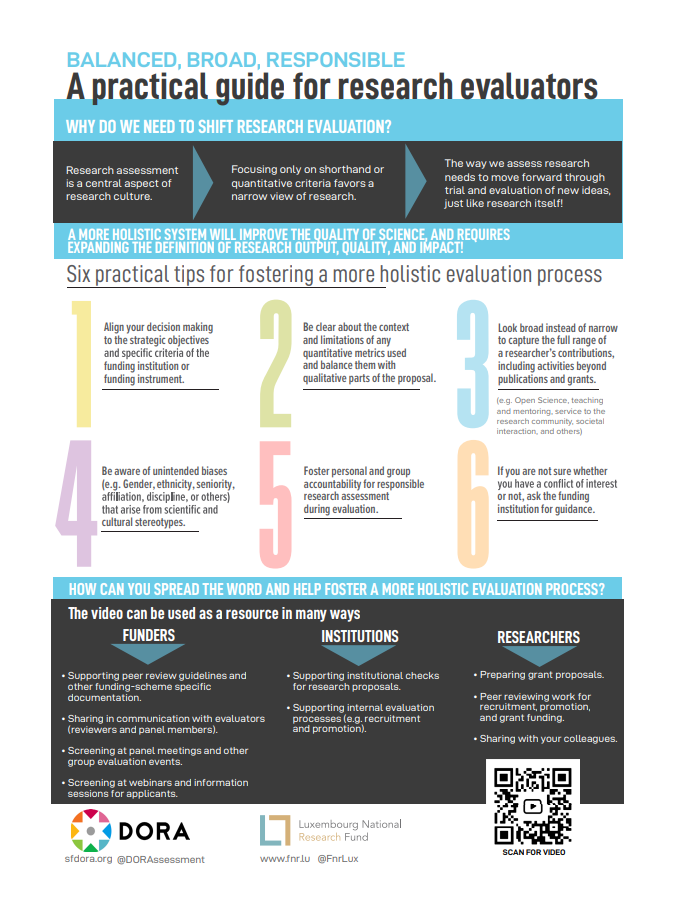 BALANCED, BROAD, RESPONSIBLE
A practical guide for research evaluators
WHY DO WE NEED TO SHIFT RESEARCH EVALUATION?
Research assessment
is a central aspect of
research culture.
Focusing only on shorthand or
quantitative criteria favors a
narrow view of research.
The way we assess research
needs to move forward through
trial and evaluation of new ideas,
just like research itself!
A MORE HOLISTIC SYSTEM WILL IMPROVE THE QUALITY OF SCIENCE, AND REQUIRES
EXPANDING THE DEFINITION OF RESEARCH OUTPUT, QUALITY, AND IMPACT!
Six practical tips for fostering a more holistic evaluation process
1
Align your decision making
to the strategic objectives
and specific criteria of the
funding institution or
funding instrument.
2
Be clear about the context
and limitations of any
quantitative metrics used
and balance them with
qualitative parts of the proposal.
3
Look broad instead of narrow
to capture the full range of
a researcher's contributions,
including activities beyond
publications and grants.
(e.g. Open Science, teaching
and mentoring, service to the
research community, societal
interaction, and others)
4
Be aware of unintended biases
(e.g. Gender, ethnicity, seniority,
affiliation, discipline, or others)
that arise from scientific and
cultural stereotypes.
5
Foster personal and group
accountability for responsible
research assessment
during evaluation.
6
If you are not sure whether
you have a conflict of interest
or not, ask the funding
institution for guidance.
HOW CAN YOU SPREAD THE WORD AND HELP FOSTER A MORE HOLISTIC EVALUATION PROCESS?
The video can be used as a resource in many ways
FUNDERS
• Supporting peer review guidelines and
other funding-scheme specific
documentation.
• Sharing in communication with evaluators
(reviewers and panel members).
• Screening at panel meetings and other
group evaluation events.
• Screening at webinars and information
sessions for applicants.
INSTITUTIONS
• Supporting institutional checks
for research proposals.
• Supporting internal evaluation
processes (e.g. recruitment
and promotion).
RESEARCHERS
• Preparing grant proposals.
• Peer reviewing work for
recruitment, promotion,
and grant funding.
• Sharing with your colleagues.
SCAN FOR VIDEO
DORA
sfdora.org @DORAssessment
Luxembourg National
Research Fund
www.fnr.lu @FnrLux